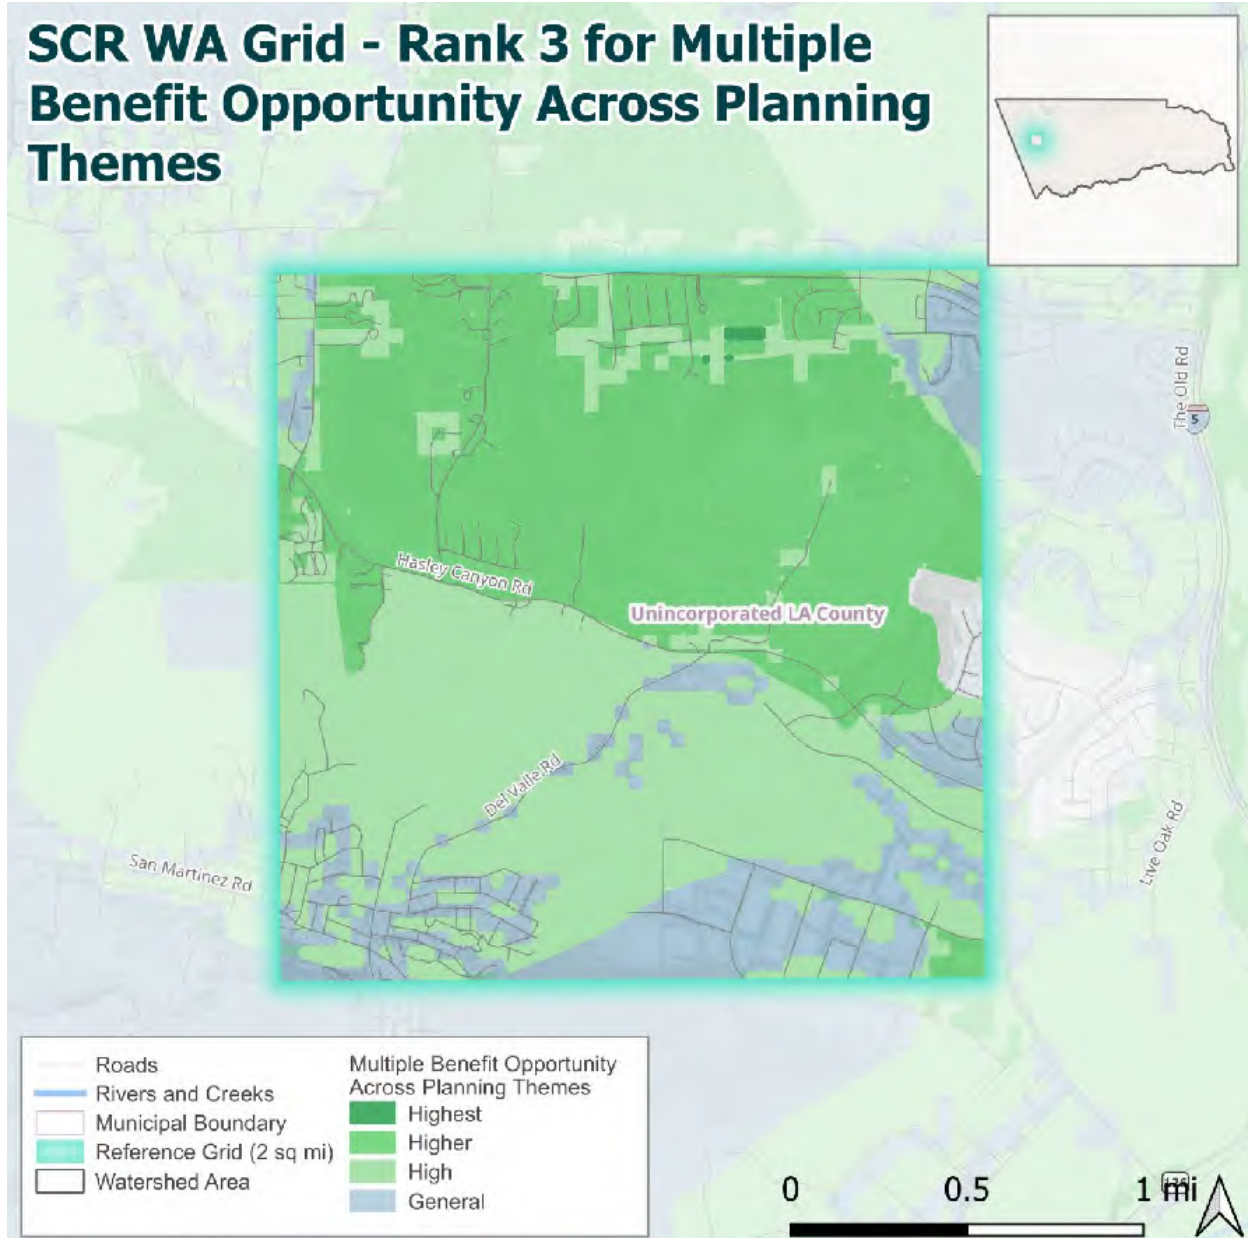 SCR WA Grid - Rank 3 for Multiple
Benefit Opportunity Across Planning
Themes
The Old Rd
5
Hasley Canyon Rd
Unincorporated LA County
Del Valle Rd
San Martinez Rd
Live Oak Rd
Roads
Rivers and Creeks
Municipal Boundary
Reference Grid (2 sq mi)
Watershed Area
Multiple Benefit Opportunity
Across Planning Themes
Highest
Higher
High
General
0 0.5 1 mi